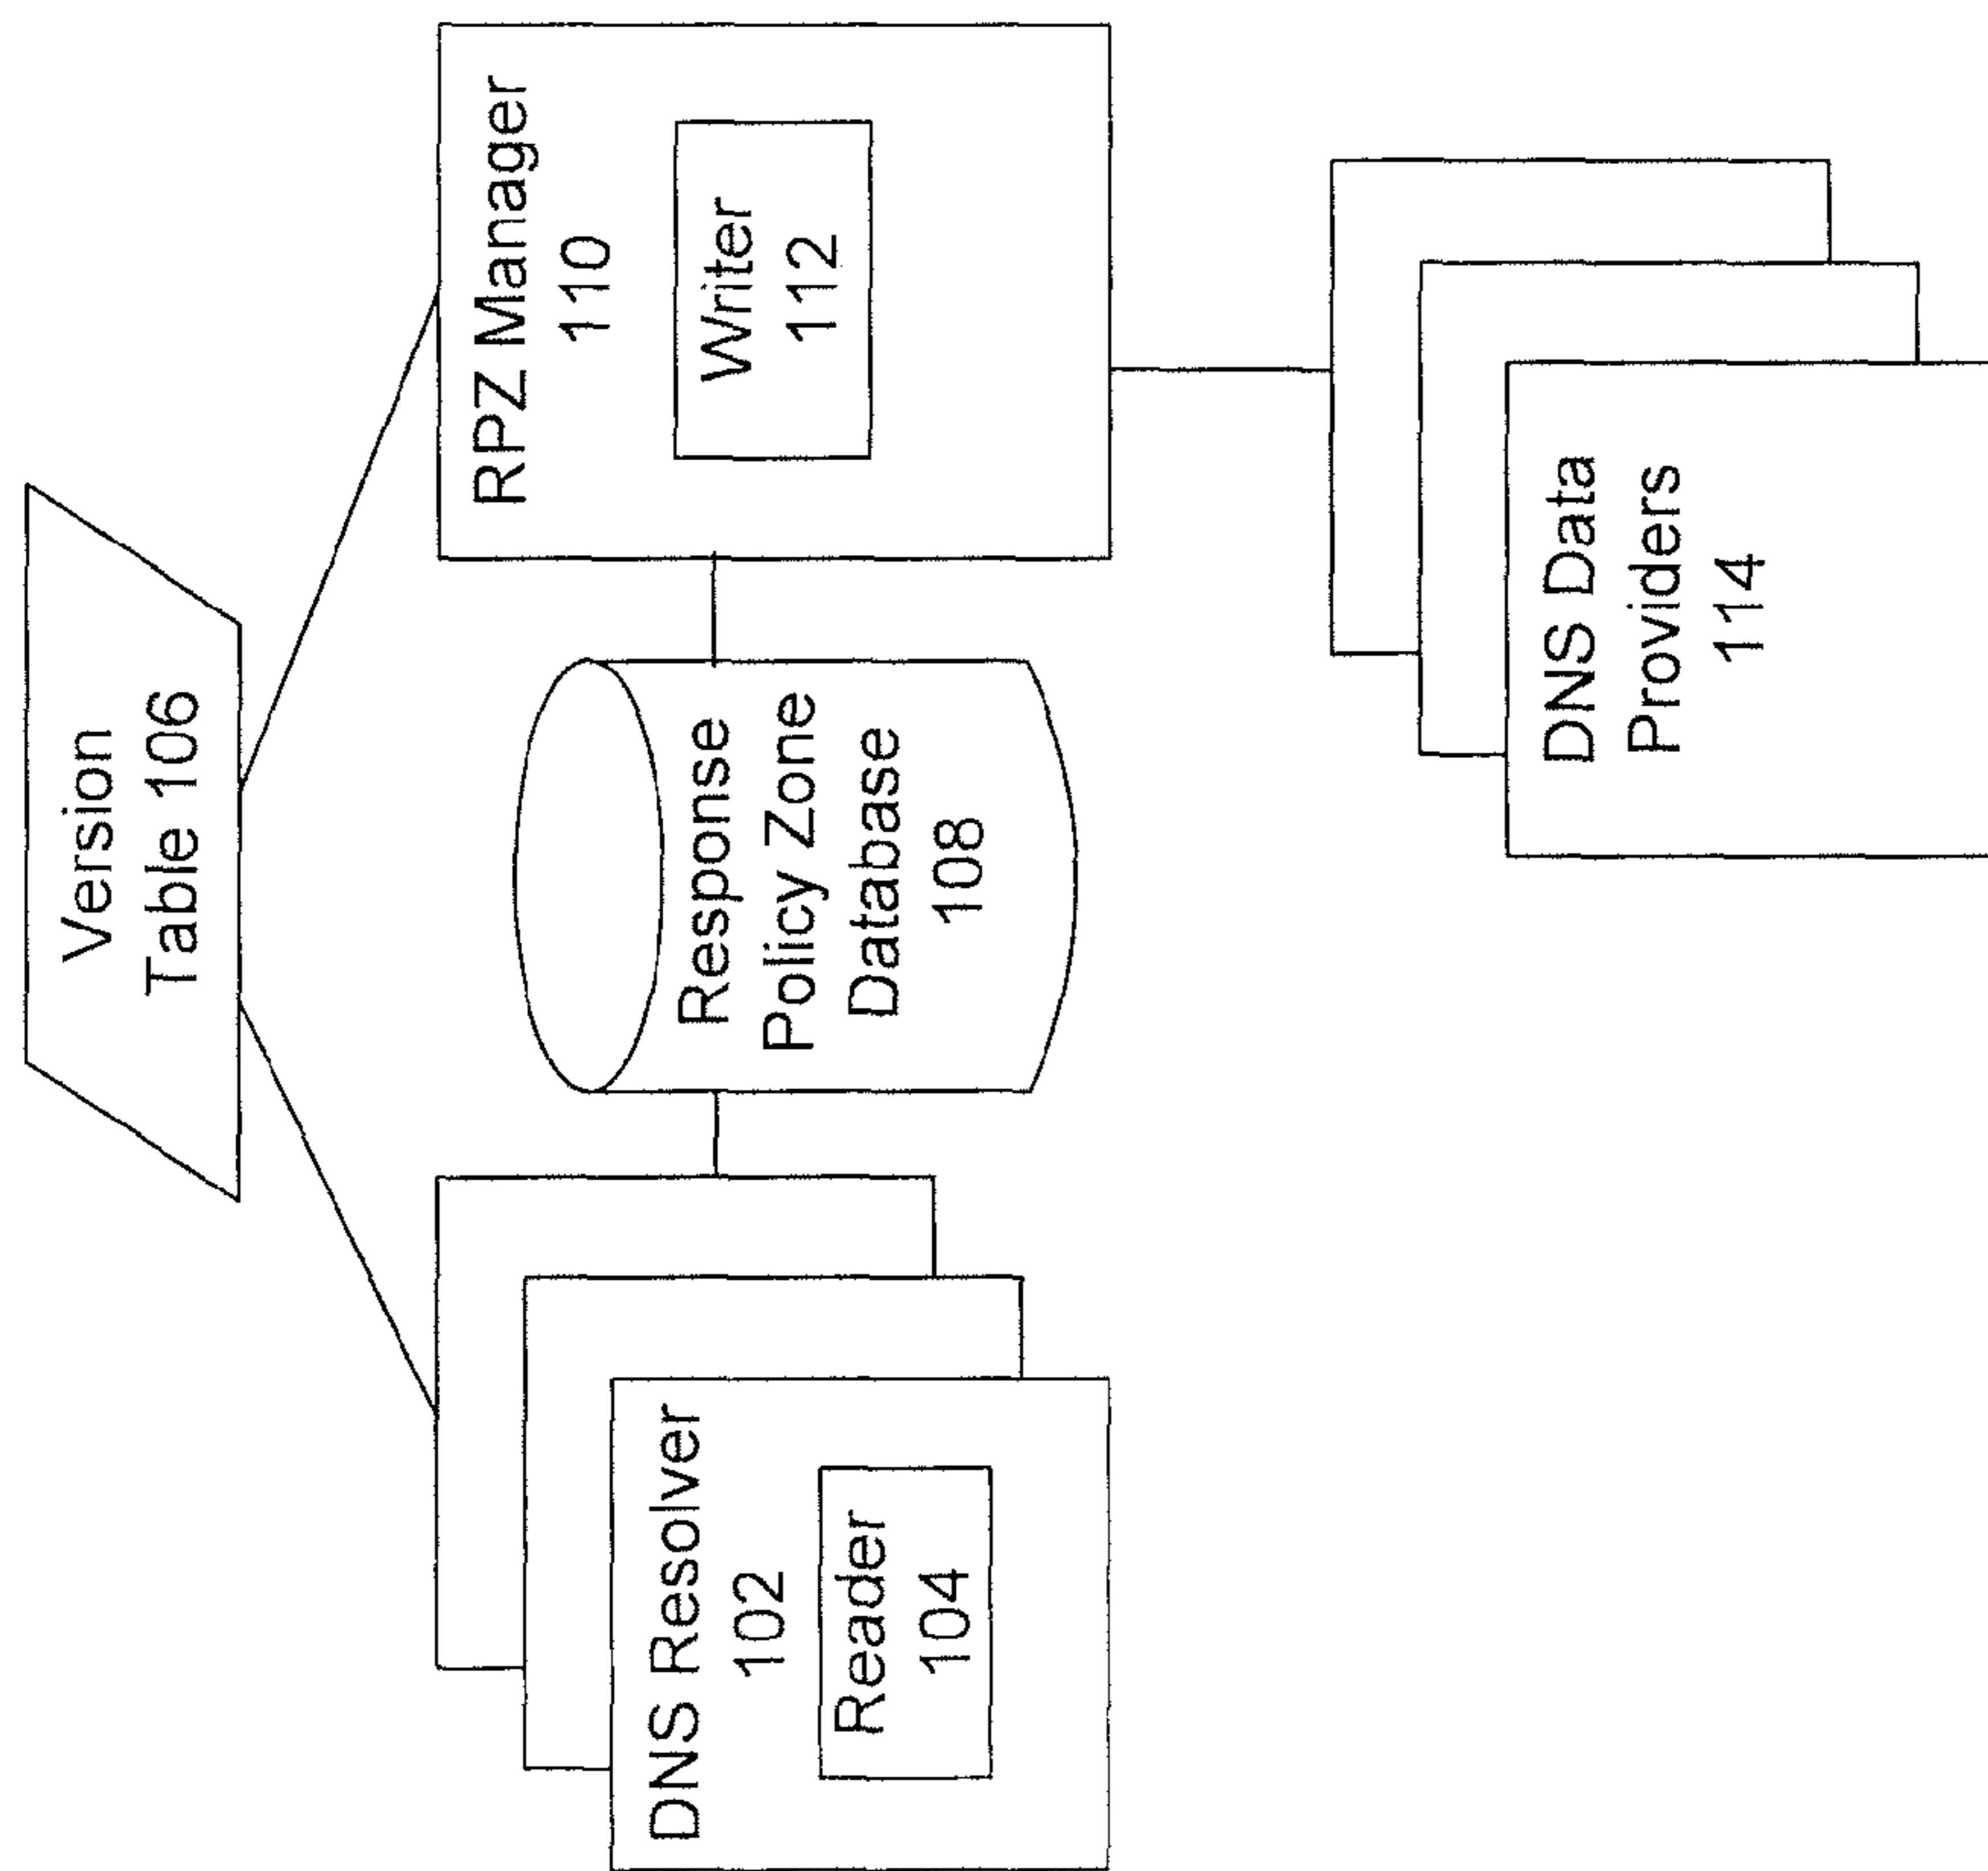 Version
Table 106
DNS Resolver
102
Reader
104
Response
Policy Zone
Database
108
RPZ Manager
110
Writer
112
DNS Data
Providers
114